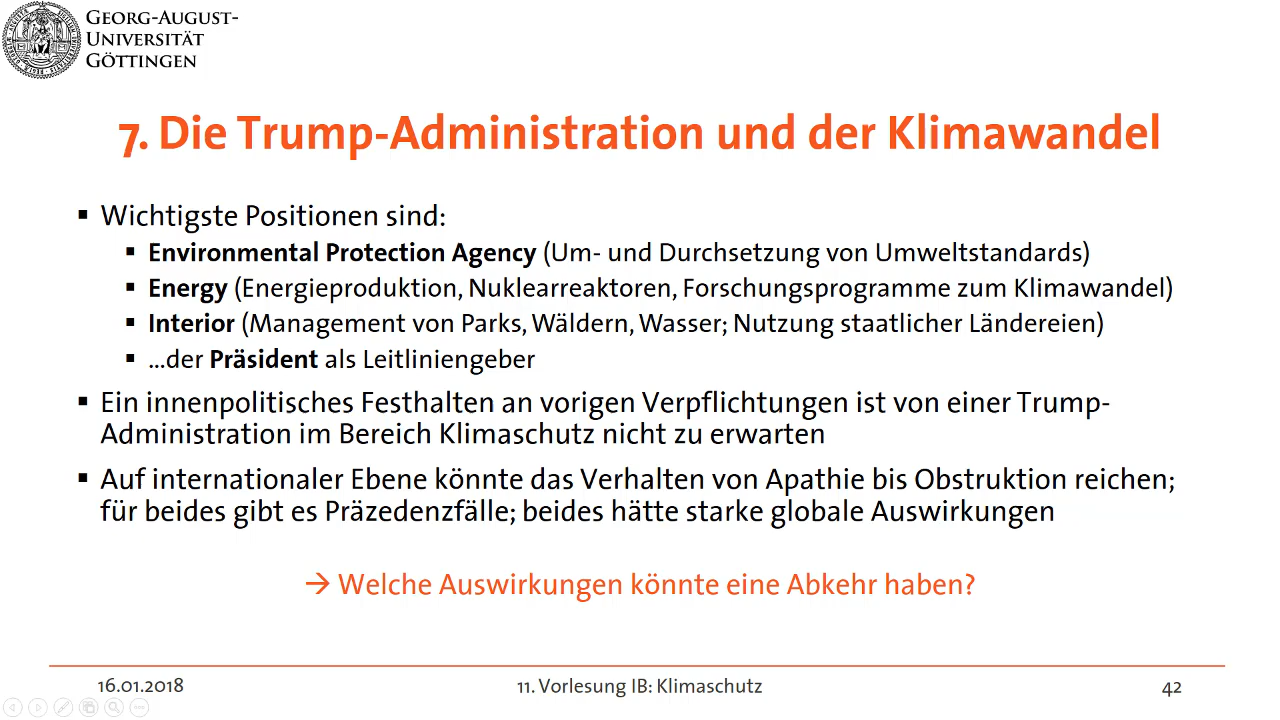 GEORG-AUGUST-
UNIVERSITÄT
GÖTTINGEN
7. Die Trump-Administration und der Klimawandel
▪ Wichtigste Positionen sind:
▪ Environmental Protection Agency (Um- und Durchsetzung von Umweltstandards)
▪ Energy (Energieproduktion, Nuklearreaktoren, Forschungsprogramme zum Klimawandel)
▪ Interior (Management von Parks, Wäldern, Wasser; Nutzung staatlicher Ländereien)
▪ …der Präsident als Leitliniengeber
▪ Ein innenpolitisches Festhalten an vorigen Verpflichtungen ist von einer Trump-
Administration im Bereich Klimaschutz nicht zu erwarten
▪ Auf internationaler Ebene könnte das Verhalten von Apathie bis Obstruktion reichen;
für beides gibt es Präzedenzfälle; beides hätte starke globale Auswirkungen
→ Welche Auswirkungen könnte eine Abkehr haben?
16.01.2018
11. Vorlesung IB: Klimaschutz
42